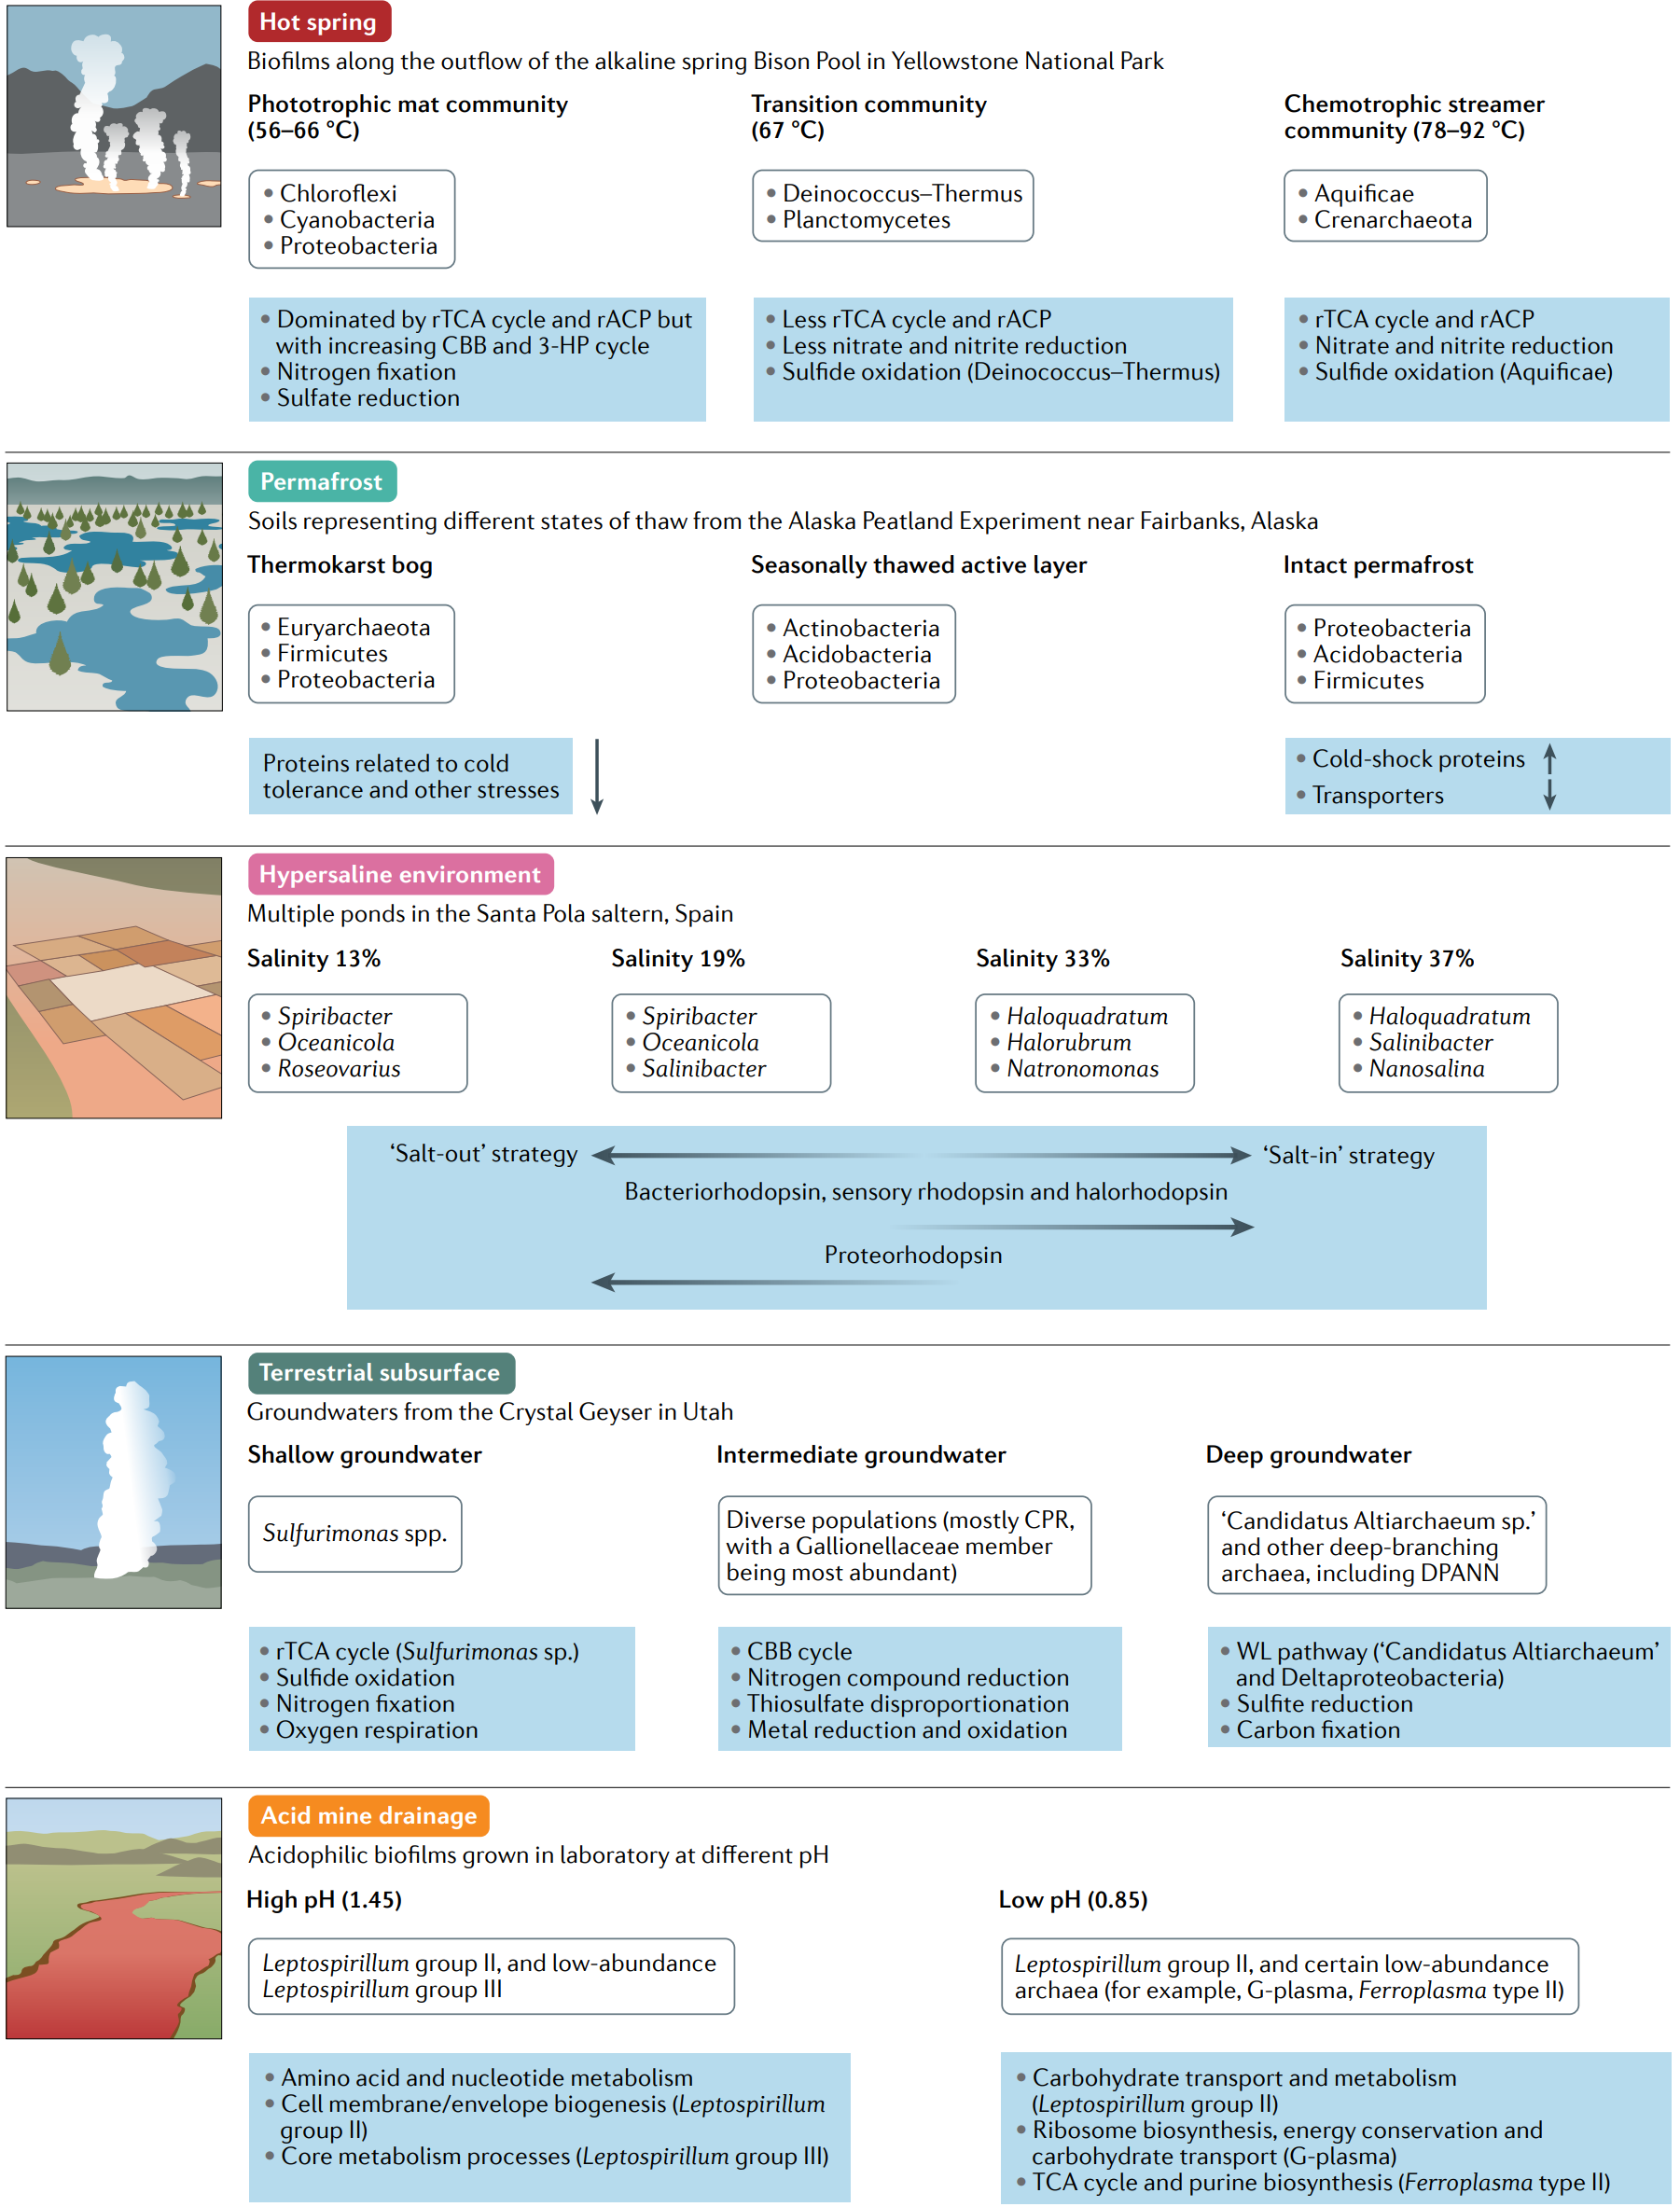 Hot spring
Biofilms along the outflow of the alkaline spring Bison Pool in Yellowstone National Park
Phototrophic mat community
(56–66 °C)
• Chloroflexi
• Cyanobacteria
• Proteobacteria
• Dominated by rTCA cycle and rACP but
with increasing CBB and 3-HP cycle
• Nitrogen fixation
• Sulfate reduction
Transition community
(67 °C)
• Deinococcus–Thermus
• Planctomycetes
• Less rTCA cycle and rACP
• Less nitrate and nitrite reduction
• Sulfide oxidation (Deinococcus–Thermus)
Chemotrophic streamer
community (78–92 °C)
• Aquificae
• Crenarchaeota
• rTCA cycle and rACP
• Nitrate and nitrite reduction
• Sulfide oxidation (Aquificae)
Permafrost
Soils representing different states of thaw from the Alaska Peatland Experiment near Fairbanks, Alaska
Thermokarst bog
• Euryarchaeota
• Firmicutes
• Proteobacteria
Proteins related to cold
tolerance and other stresses
Seasonally thawed active layer
• Actinobacteria
• Acidobacteria
• Proteobacteria
Intact permafrost
• Proteobacteria
• Acidobacteria
• Firmicutes
• Cold-shock proteins
• Transporters
Hypersaline environment
Multiple ponds in the Santa Pola saltern, Spain
Salinity 13%
• Spiribacter
• Oceanicola
• Roseovarius
Salinity 19%
• Spiribacter
• Oceanicola
• Salinibacter
Salinity 33%
• Haloquadratum
• Halorubrum
• Natronomonas
Salinity 37%
• Haloquadratum
• Salinibacter
• Nanosalina
‘Salt-out’ strategy
‘Salt-in’ strategy
Bacteriorhodopsin, sensory rhodopsin and halorhodopsin
Proteorhodopsin
Terrestrial subsurface
Groundwaters from the Crystal Geyser in Utah
Shallow groundwater
Sulfurimonas spp.
• rTCA cycle (Sulfurimonas sp.)
• Sulfide oxidation
• Nitrogen fixation
• Oxygen respiration
Intermediate groundwater
Diverse populations (mostly CPR,
with a Gallionellaceae member
being most abundant)
• CBB cycle
• Nitrogen compound reduction
• Thiosulfate disproportionation
• Metal reduction and oxidation
Deep groundwater
‘Candidatus Altiarchaeum sp.’
and other deep-branching
archaea, including DPANN
• WL pathway (‘Candidatus Altiarchaeum’
and Deltaproteobacteria)
• Sulfite reduction
• Carbon fixation
Acid mine drainage
Acidophilic biofilms grown in laboratory at different pH
High pH (1.45)
Leptospirillum group II, and low-abundance
Leptospirillum group III
• Amino acid and nucleotide metabolism
• Cell membrane/envelope biogenesis (Leptospirillum
group II)
• Core metabolism processes (Leptospirillum group III)
Low pH (0.85)
Leptospirillum group II, and certain low-abundance
archaea (for example, G-plasma, Ferroplasma type II)
• Carbohydrate transport and metabolism
(Leptospirillum group II)
• Ribosome biosynthesis, energy conservation and
carbohydrate transport (G-plasma)
• TCA cycle and purine biosynthesis (Ferroplasma type II)